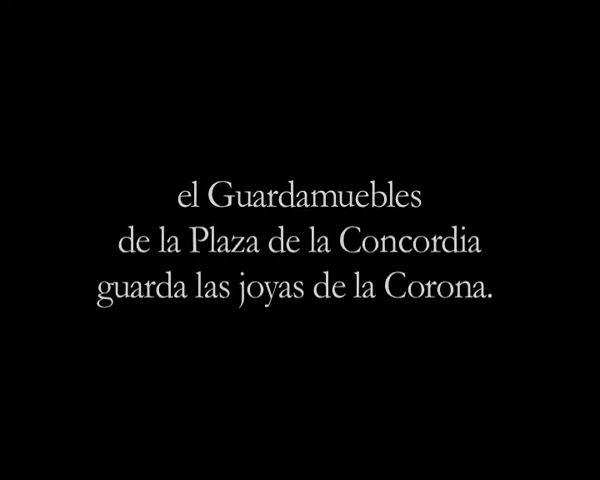 el Guardamuebles
de la Plaza de la Concordia
guarda las joyas de la Corona.